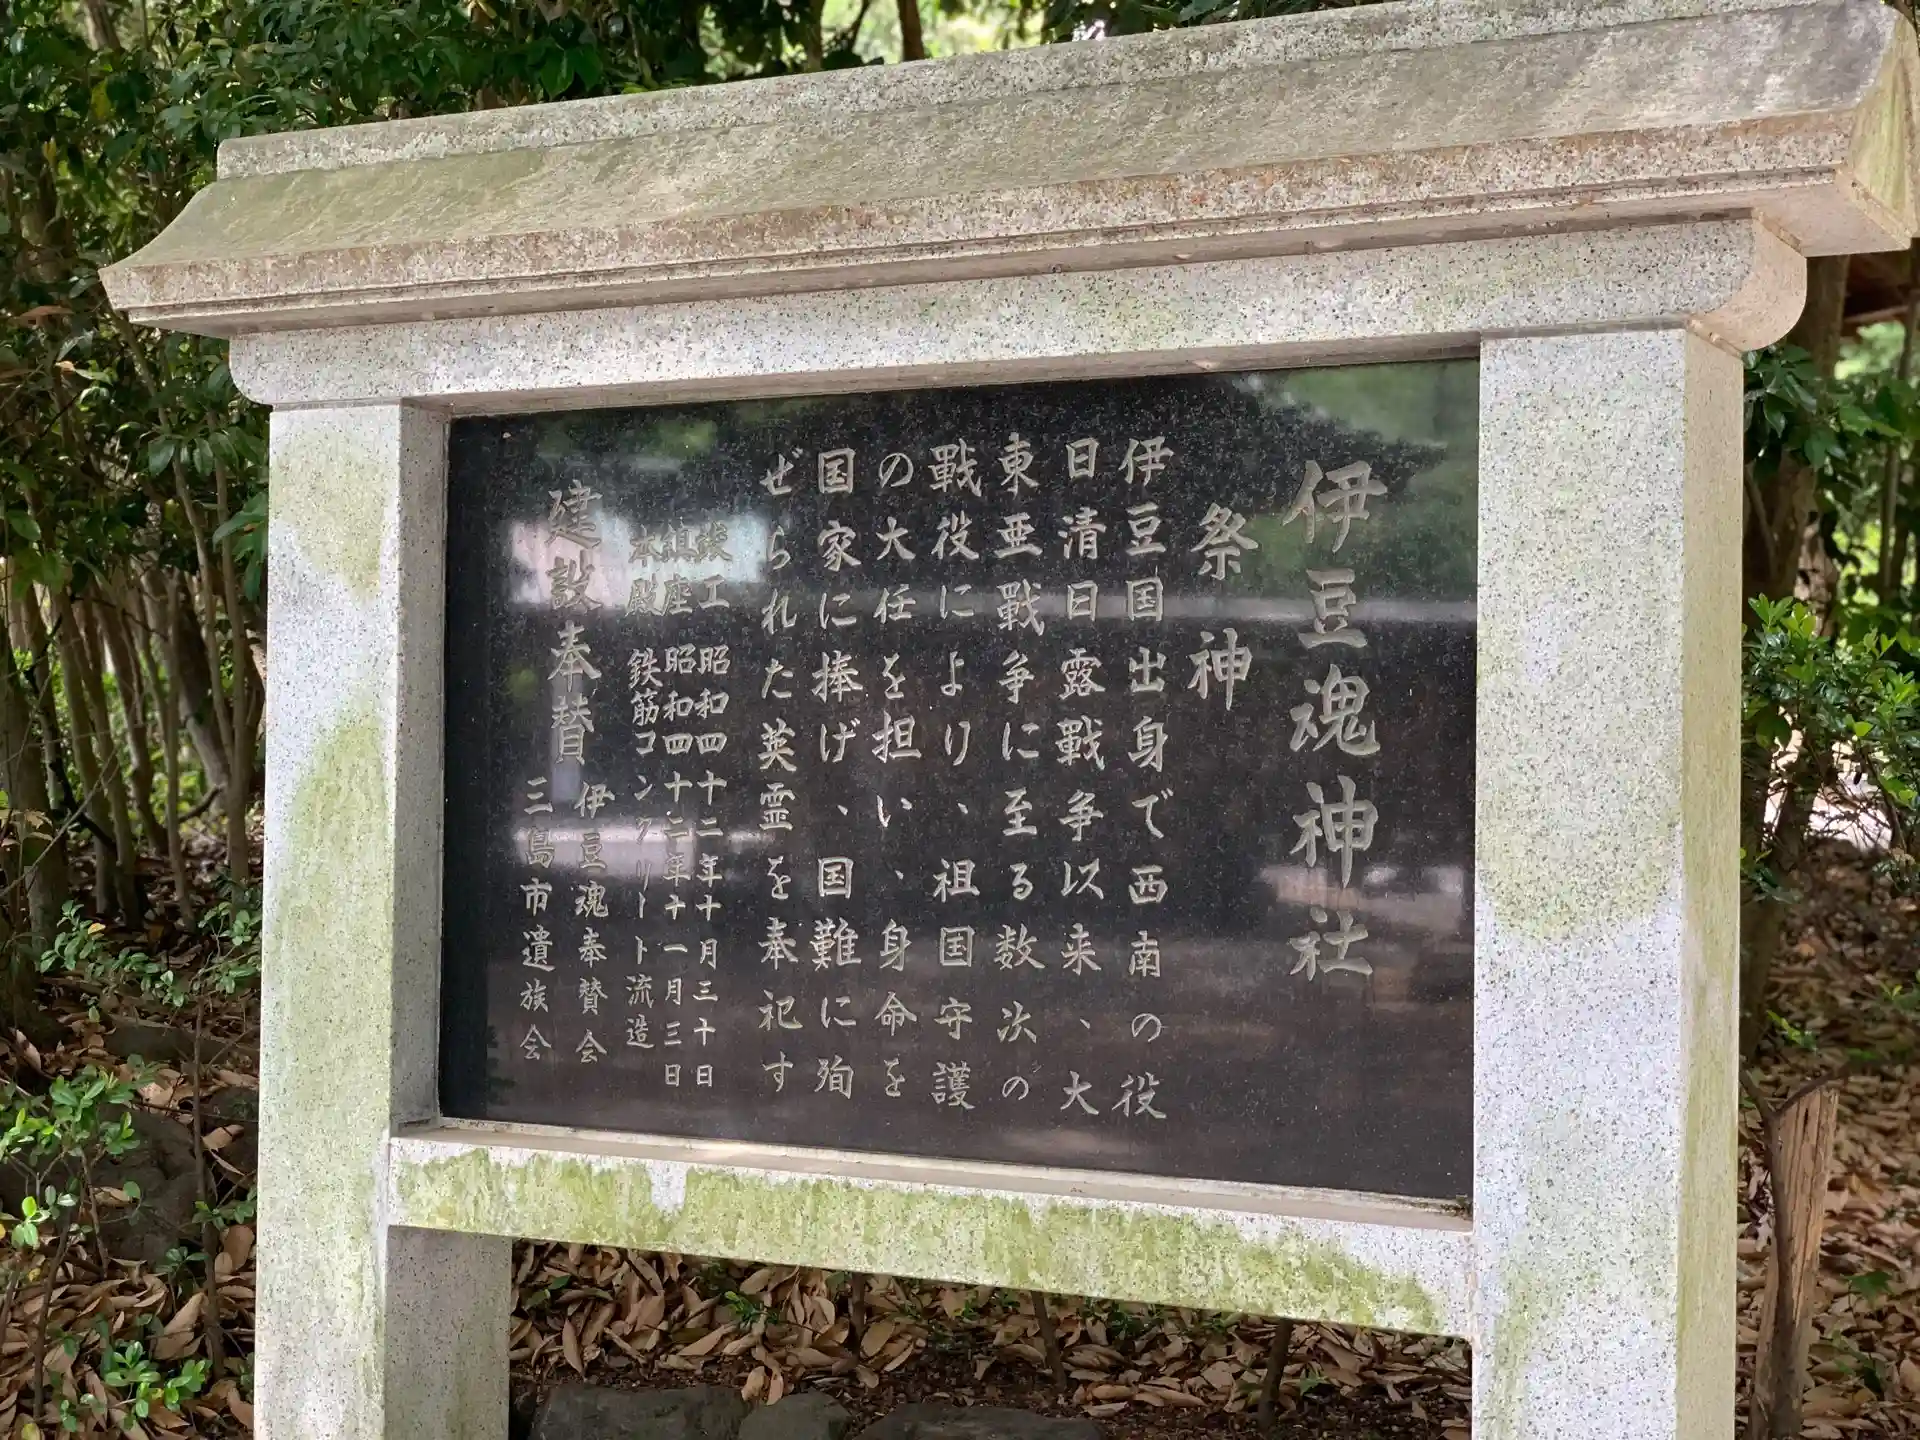 伊豆魂神社
祭神
伊豆国出身で西南の役
日清日露戰争以来、大
東亜戰争に至る数次の
戰役により、祖国守護
の大任を担い、身命を
国家に捧げ、国難に殉
ぜられた英霊を奉祀す
竣工 昭和四十二年十月三十日
鎮座 昭和四十二年十一月三日
本殿 鉄筋コンクリート流造
建設奉賛 伊豆魂奉賛会
三島市遺族会